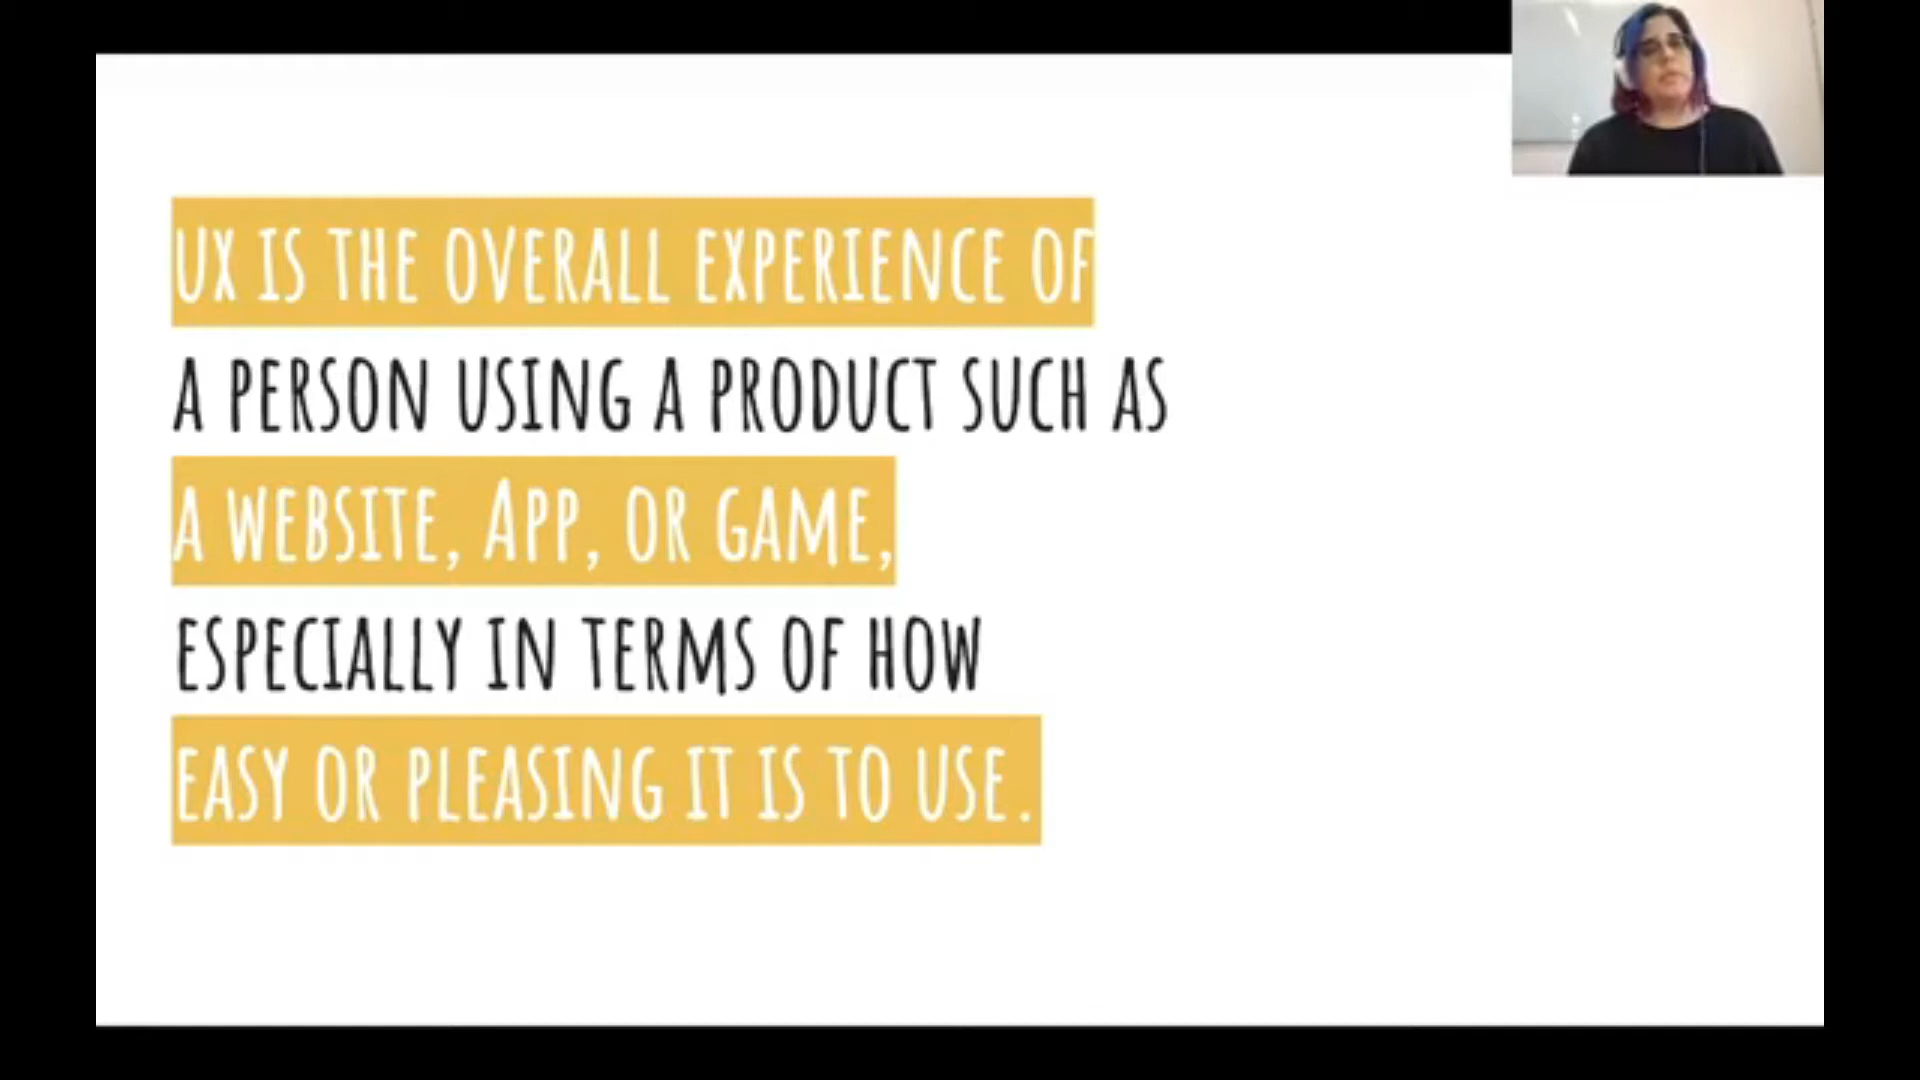 UX IS THE OVERALL EXPERIENCE OF
A PERSON USING A PRODUCT SUCH AS
A WEBSITE, APP, OR GAME,
ESPECIALLY IN TERMS OF HOW
EASY OR PLEASING IT IS TO USE.